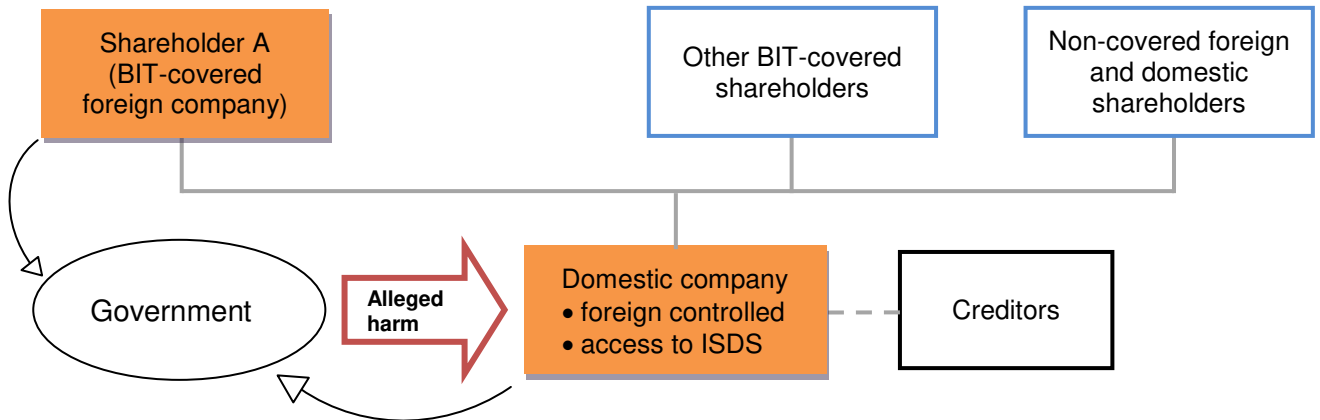 Shareholder A
(BIT-covered
foreign company)
Other BIT-covered
shareholders
Non-covered foreign
and domestic
shareholders
Government
Alleged
harm
Domestic company
• foreign controlled
• access to ISDS
Creditors